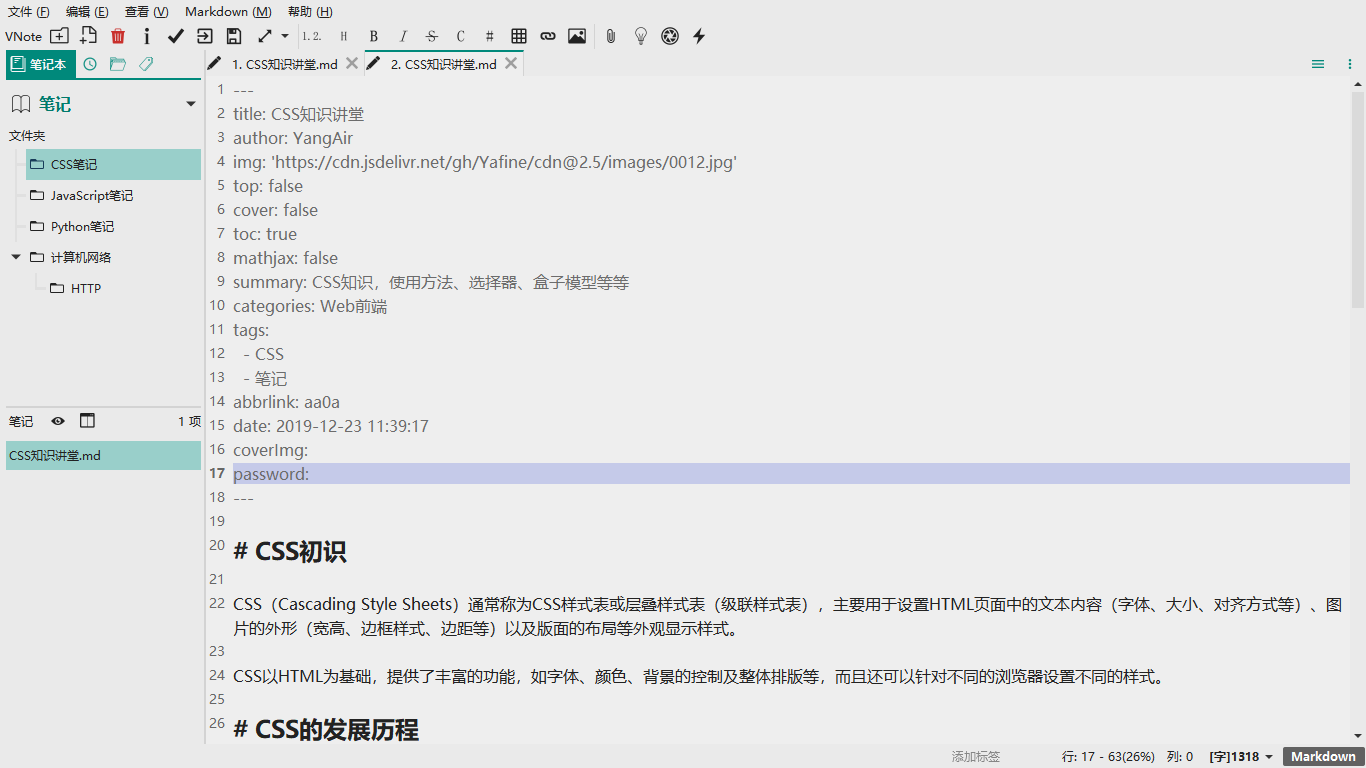 文件 (F) 编辑 (E) 查看 (V) Markdown (M) 帮助 (H)
VNote 1. 2. H B I S C #
笔记本 1. CSS知识讲堂.md 2. CSS知识讲堂.md
笔记
文件夹
CSS笔记
JavaScript笔记
Python笔记
计算机网络
HTTP
笔记 1 项
CSS知识讲堂.md
1 ---
2 title: CSS知识讲堂
3 author: YangAir
4 img: 'https://cdn.jsdelivr.net/gh/Yafine/cdn@2.5/images/0012.jpg'
5 top: false
6 cover: false
7 toc: true
8 mathjax: false
9 summary: CSS知识，使用方法、选择器、盒子模型等等
10 categories: Web前端
11 tags:
12 - CSS
13 - 笔记
14 abbrlink: aa0a
15 date: 2019-12-23 11:39:17
16 coverImg:
17 password:
18 ---
19
20 # CSS初识
21
22 CSS（Cascading Style Sheets）通常称为CSS样式表或层叠样式表（级联样式表），主要用于设置HTML页面中的文本内容（字体、大小、对齐方式等）、图
片的外形（宽高、边框样式、边距等）以及版面的布局等外观显示样式。
23
24 CSS以HTML为基础，提供了丰富的功能，如字体、颜色、背景的控制及整体排版等，而且还可以针对不同的浏览器设置不同的样式。
25
26 # CSS的发展历程
添加标签 行: 17 - 63(26%) 列: 0 [字]1318 Markdown